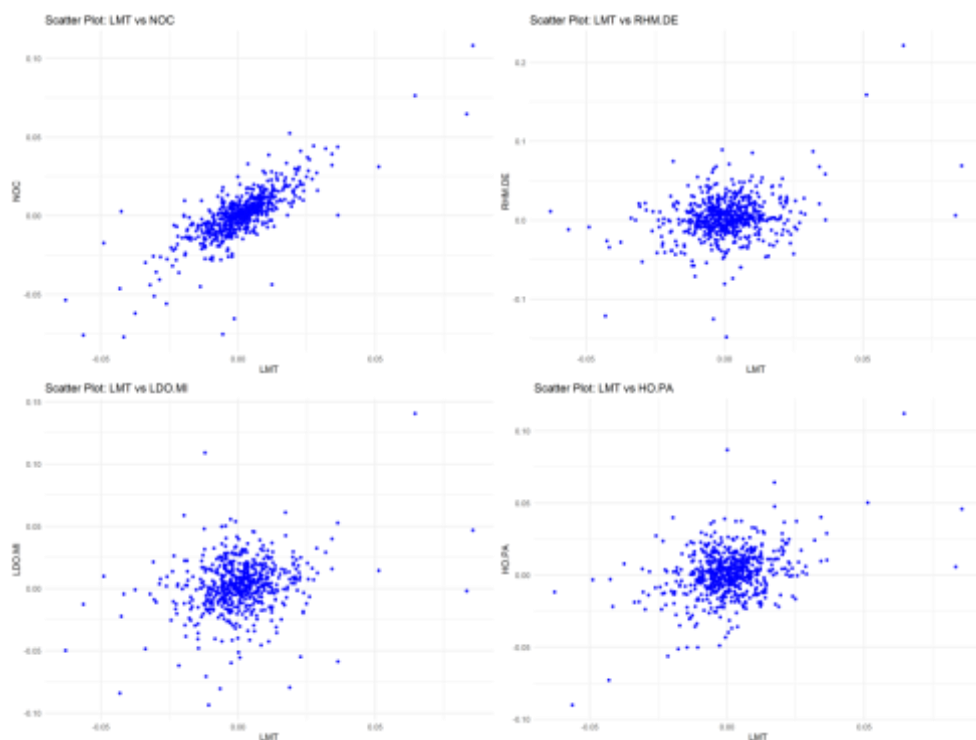 Scatter Plot: LMT vs NOC
0.10
0.05
0.00
-0.05
NOC
-0.05 0.00 0.05
LMT
Scatter Plot: LMT vs RHM.DE
0.2
0.1
0.0
-0.1
RHM.DE
-0.05 0.00 0.05
LMT
Scatter Plot: LMT vs LDO.MI
0.15
0.10
0.05
0.00
-0.05
-0.10
LDO.MI
-0.05 0.00 0.05
LMT
Scatter Plot: LMT vs HO.PA
0.10
0.05
0.00
-0.05
-0.10
HO.PA
-0.05 0.00 0.05
LMT